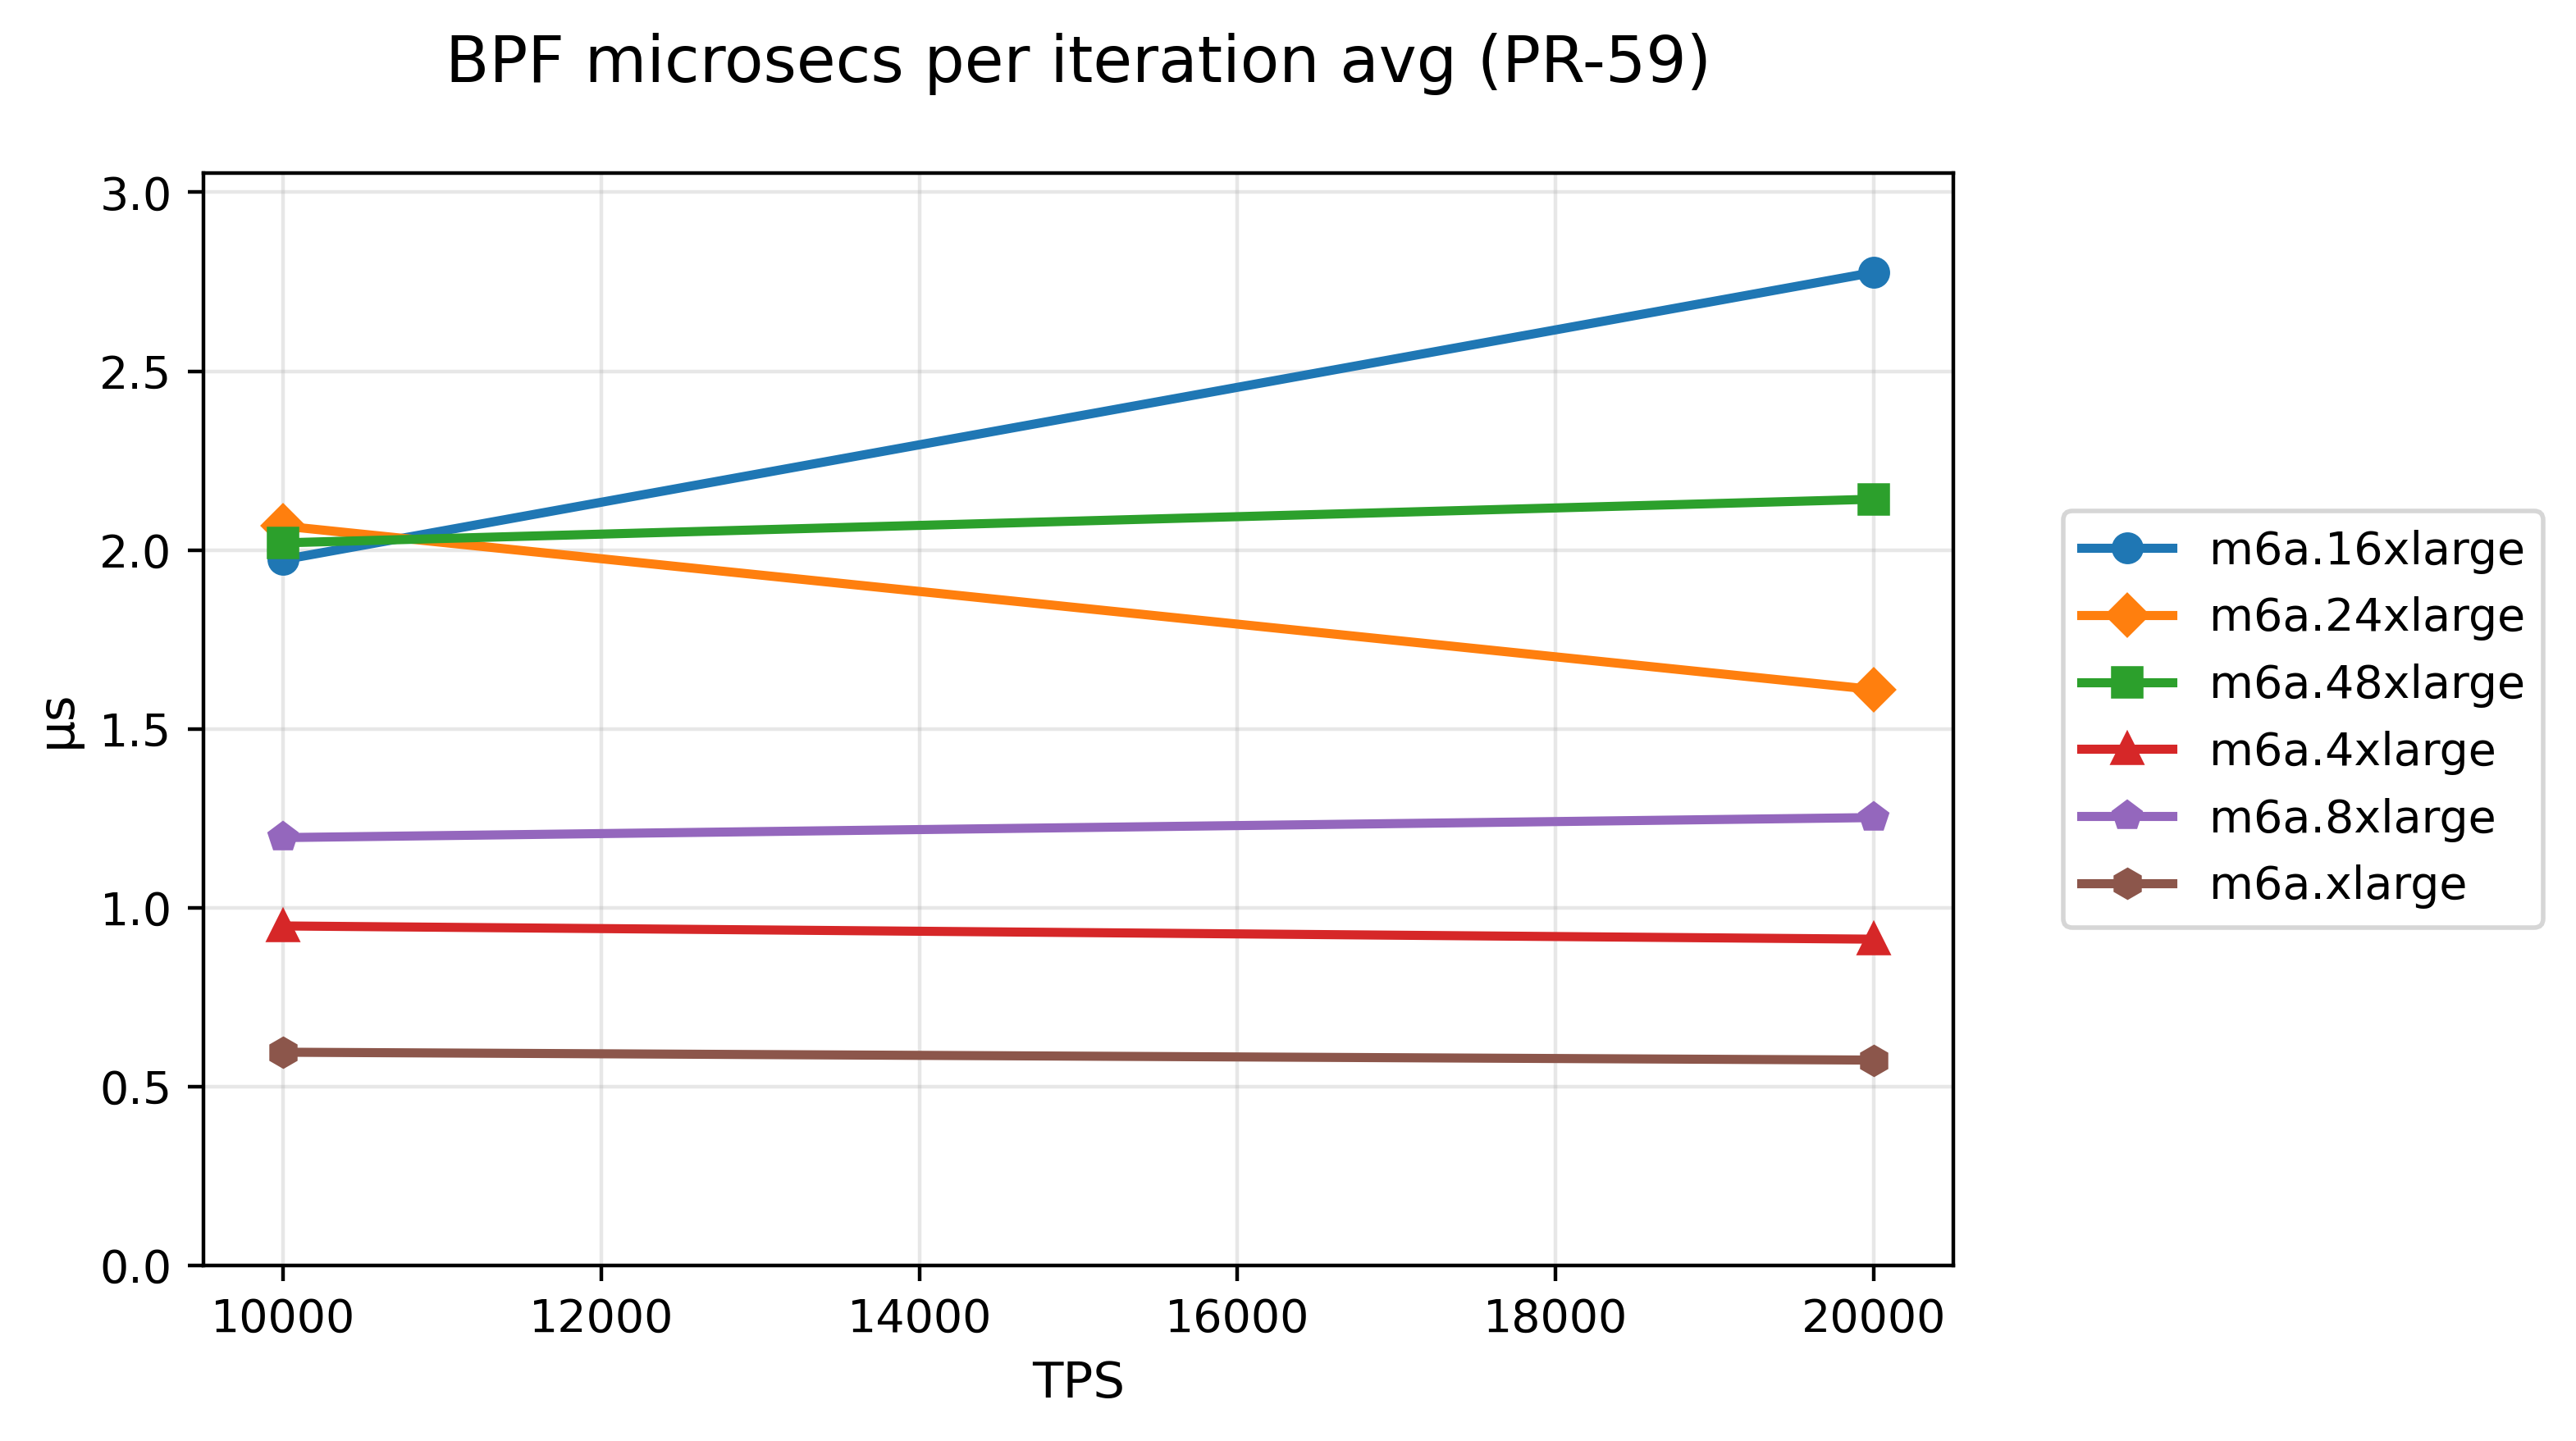 BPF microsecs per iteration avg (PR-59)
3.0
2.5
2.0
1.5
1.0
0.5
0.0
µs
10000 12000 14000 16000 18000 20000
TPS
m6a.16xlarge
m6a.24xlarge
m6a.48xlarge
m6a.4xlarge
m6a.8xlarge
m6a.xlarge